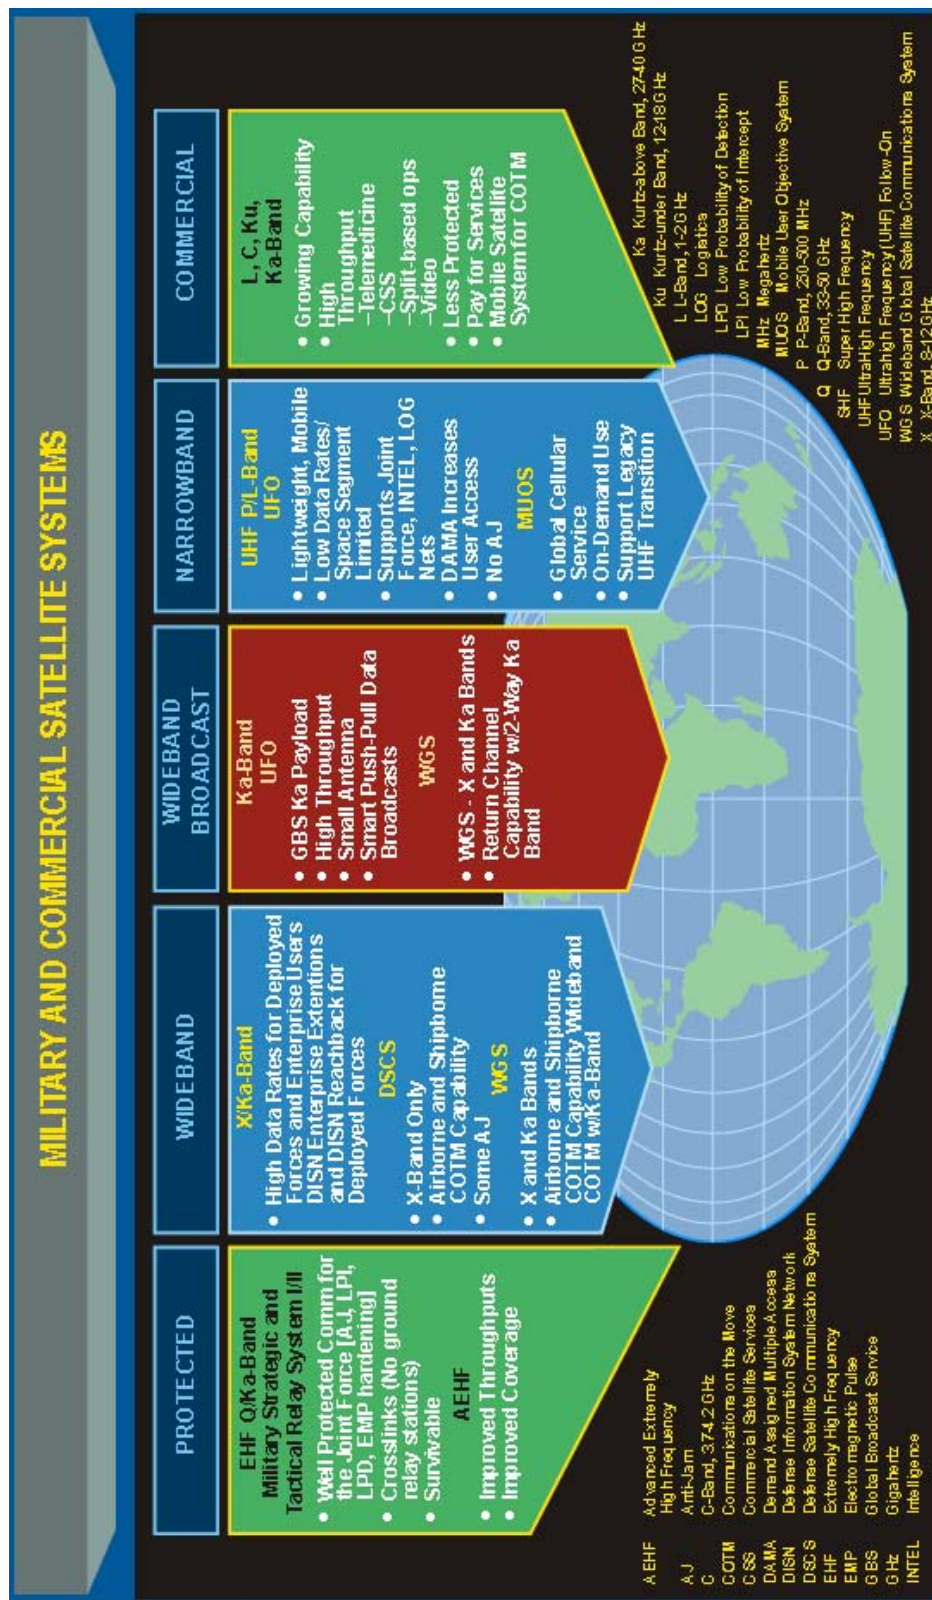 MILITARY AND COMMERCIAL SATELLITE SYSTEMS
PROTECTED
EHF Q/Ka-Band
Military Strategic and
Tactical Relay System I/II
• Well Protected Comm for
the Joint Force [AJ, LPI,
LPD, EMP hardening]
• Crosslinks (No ground
relay stations)
• Survivable
AEHF
• Improved Throughputs
• Improved Coverage
WIDEBAND
X/Ka-Band
• High Data Rates for Deployed
Forces and Enterprise Users
DISN Enterprise Extentions
and DISN Reachback for
Deployed Forces
DSCS
• X-Band Only
• Airborne and Shipborne
COTM Capability
• Some AJ
WGS
• X and Ka Bands
• Airborne and Shipborne
COTM Capability Wideband
COTM w/Ka-Band
WIDEBAND
BROADCAST
Ka-Band
UFO
• GBS Ka Payload
• High Throughput
• Small Antenna
• Smart Push-Pull Data
Broadcasts
WGS
• WGS - X and Ka Bands
• Return Channel
Capability w/2-Way Ka
Band
NARROWBAND
UHF P/L-Band
UFO
• Lightweight, Mobile
• Low Data Rates/
Space Segment
Limited
• Supports Joint
Force, INTEL, LOG
Nets
• DAMA Increases
User Access
• No AJ
MUOS
• Global Cellular
Service
• On-Demand Use
• Support Legacy
UHF Transition
COMMERCIAL
L, C, Ku,
Ka-Band
• Growing Capability
• High
Throughput
–Telemedicine
–CSS
–Split-based ops
–Video
• Less Protected
• Pay for Services
• Mobile Satellite
System for COTM
AEHF Advanced Extremely
High Frequency
AJ Anti-Jam
C C-Band, 3.7-4.2 GHz
COTM Communications on the Move
CSS Commercial Satellite Services
DAMA Demand Assigned Multiple Access
DISN Defense Information System Network
DSCS Defense Satellite Communications System
EHF Extremely High Frequency
EMP Electromagnetic Pulse
GBS Global Broadcast Service
GHz Gigahertz
INTEL Intelligence
Ka Kurtz-above Band, 27-40 GHz
Ku Kurtz-under Band, 12-18 GHz
L L-Band, 1-2 GHz
LOG Logistics
LPD Low Probability of Detection
LPI Low Probability of Intercept
MHz Megahertz
MUOS Mobile User Objective System
P P-Band, 250-500 MHz
Q Q-Band, 33-50 GHz
SHF Super High Frequency
UHF UltraHigh Frequency
UFO Ultrahigh Frequency (UHF) Follow-On
WGS Wideband Global Satellite Communications System
X X-Band, 8-12 GHz